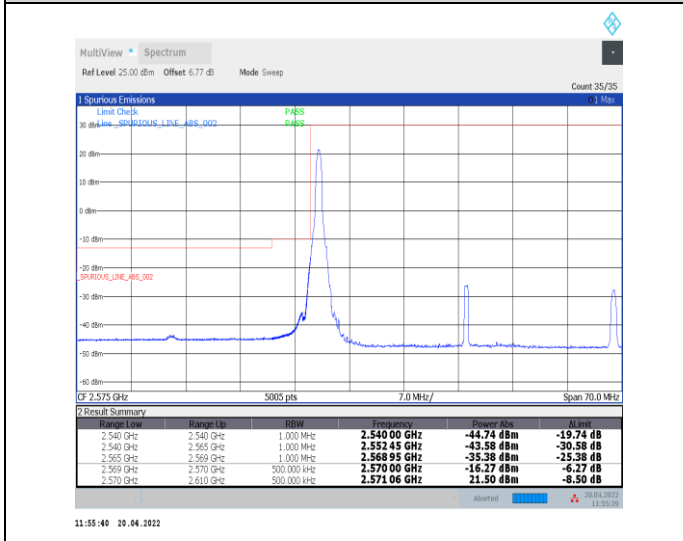 MultiView Spectrum
Ref Level 25.00 dBm Offset 6.77 dB Mode Sweep
Count 35/35
1 Spurious Emissions 1 Max
Limit Check PASS
Line _SPURIOUS_LINE_ABS_002 PASS
30 dBm
20 dBm
10 dBm
0 dBm
-10 dBm
-20 dBm
_SPURIOUS_LINE_ABS_002
-30 dBm
-40 dBm
-50 dBm
-60 dBm
CF 2.575 GHz 5005 pts 7.0 MHz/ Span 70.0 MHz
2 Result Summary
Range Low Range Up RBW Frequency Power Abs ΔLimit
2.540 GHz 2.540 GHz 1.000 MHz 2.540 00 GHz -44.74 dBm -19.74 dB
2.540 GHz 2.565 GHz 1.000 MHz 2.552 45 GHz -43.58 dBm -30.58 dB
2.565 GHz 2.569 GHz 1.000 MHz 2.568 95 GHz -35.38 dBm -25.38 dB
2.569 GHz 2.570 GHz 500.000 kHz 2.570 00 GHz -16.27 dBm -6.27 dB
2.570 GHz 2.610 GHz 500.000 kHz 2.571 06 GHz 21.50 dBm -8.50 dB
Aborted 20.04.2022
11:55:39
11:55:40 20.04.2022